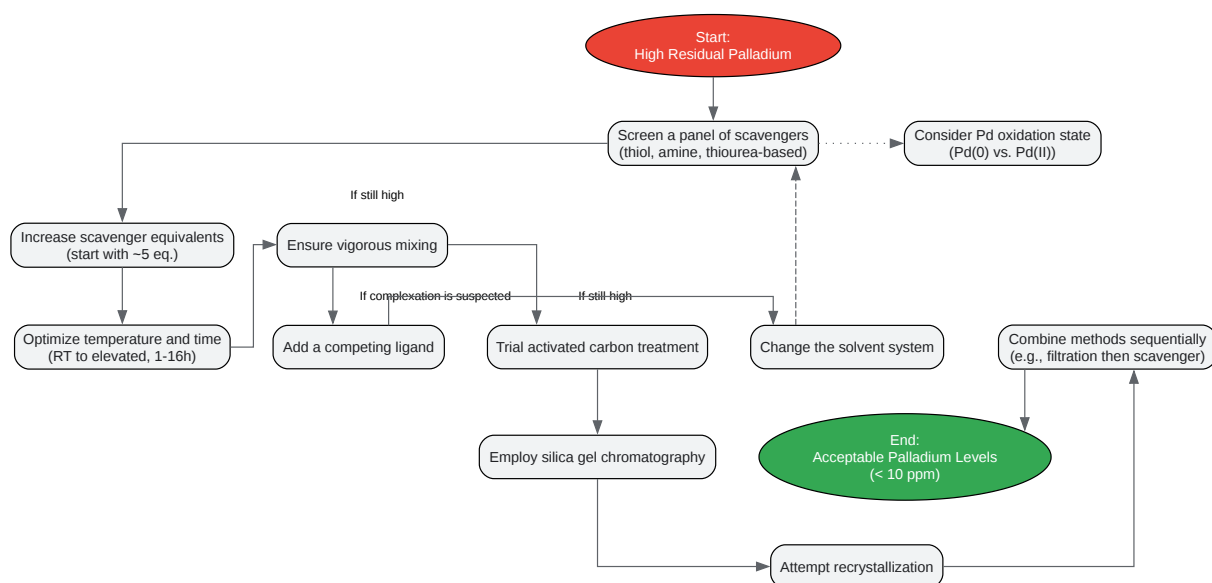 Start:
High Residual Palladium
Screen a panel of scavengers
(thiol, amine, thiourea-based)
Consider Pd oxidation state
(Pd(0) vs. Pd(II))
If still high
Increase scavenger equivalents
(start with ~5 eq.)
Ensure vigorous mixing
If complexation is suspected
If still high
Optimize temperature and time
(RT to elevated, 1-16h)
Add a competing ligand
Trial activated carbon treatment
Change the solvent system
Combine methods sequentially
(e.g., filtration then scavenger)
Employ silica gel chromatography
End:
Acceptable Palladium Levels
(< 10 ppm)
Attempt recrystallization